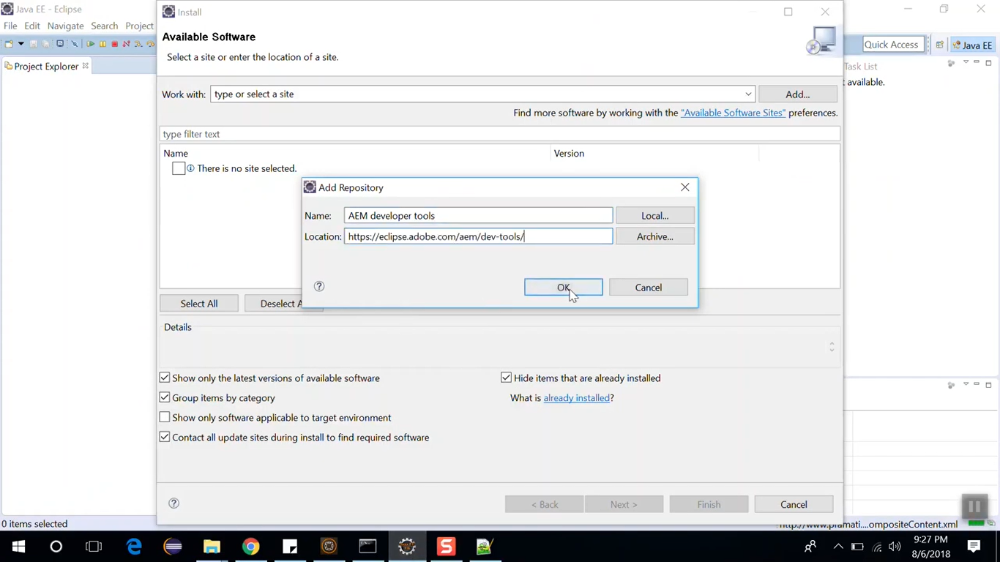 Java EE - Eclipse
File Edit Navigate Search Project
Quick Access
Java EE
Project Explorer
Task List
t available.
Install
Available Software
Select a site or enter the location of a site.
Work with: type or select a site Add...
Find more software by working with the "Available Software Sites" preferences.
type filter text
Name Version
There is no site selected.
Add Repository
Name: AEM developer tools Local...
Location: https://eclipse.adobe.com/aem/dev-tools/ Archive...
OK Cancel
Select All Deselect A
Details
Show only the latest versions of available software
Hide items that are already installed
Group items by category
What is already installed?
Show only software applicable to target environment
Contact all update sites during install to find required software
< Back Next > Finish Cancel
0 items selected
http://www.pramati....ompositeContent.xml
S
9:27 PM
8/6/2018